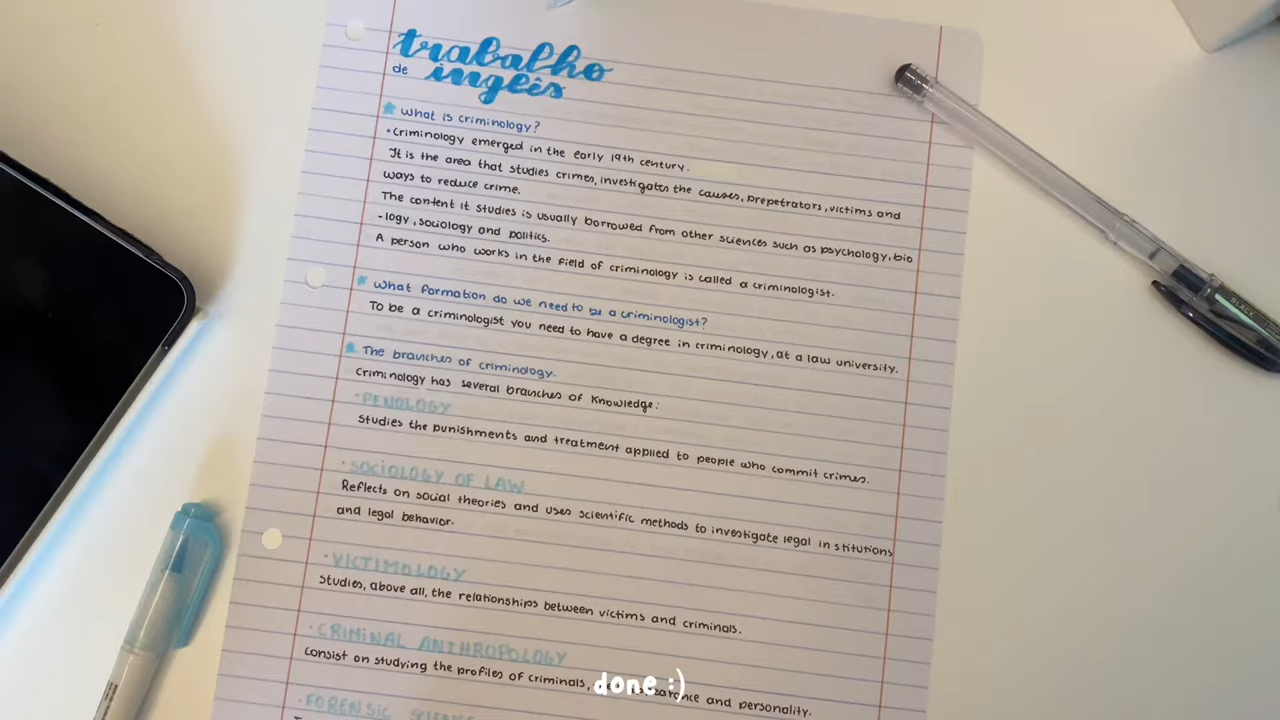 trabalho
de inglês
What is criminology?
•Criminology emerged in the early 19th century.
It is the area that studies crimes, investigates the causes, prepetrators, victims and
ways to reduce crime.
The content it studies is usually borrowed from other sciences such as psychology, bio
-logy, sociology and politics.
A person who works in the field of criminology is called a criminologist.
What formation do we need to be a criminologist?
To be a criminologist you need to have a degree in criminology, at a law university.
The branches of criminology.
Criminology has several branches of knowledge:
•PENOLOGY
Studies the punishments and treatment applied to people who commit crimes.
•SOCIOLOGY OF LAW
Reflects on social theories and uses scientific methods to investigate legal in stitutions
and legal behavior.
•VICTIMOLOGY
Studies, above all, the relationships between victims and criminals.
•CRIMINAL ANTHROPOLOGY
Consist on studying the profiles of criminals, and personality.
done :)
•FORENSIC
BLACK